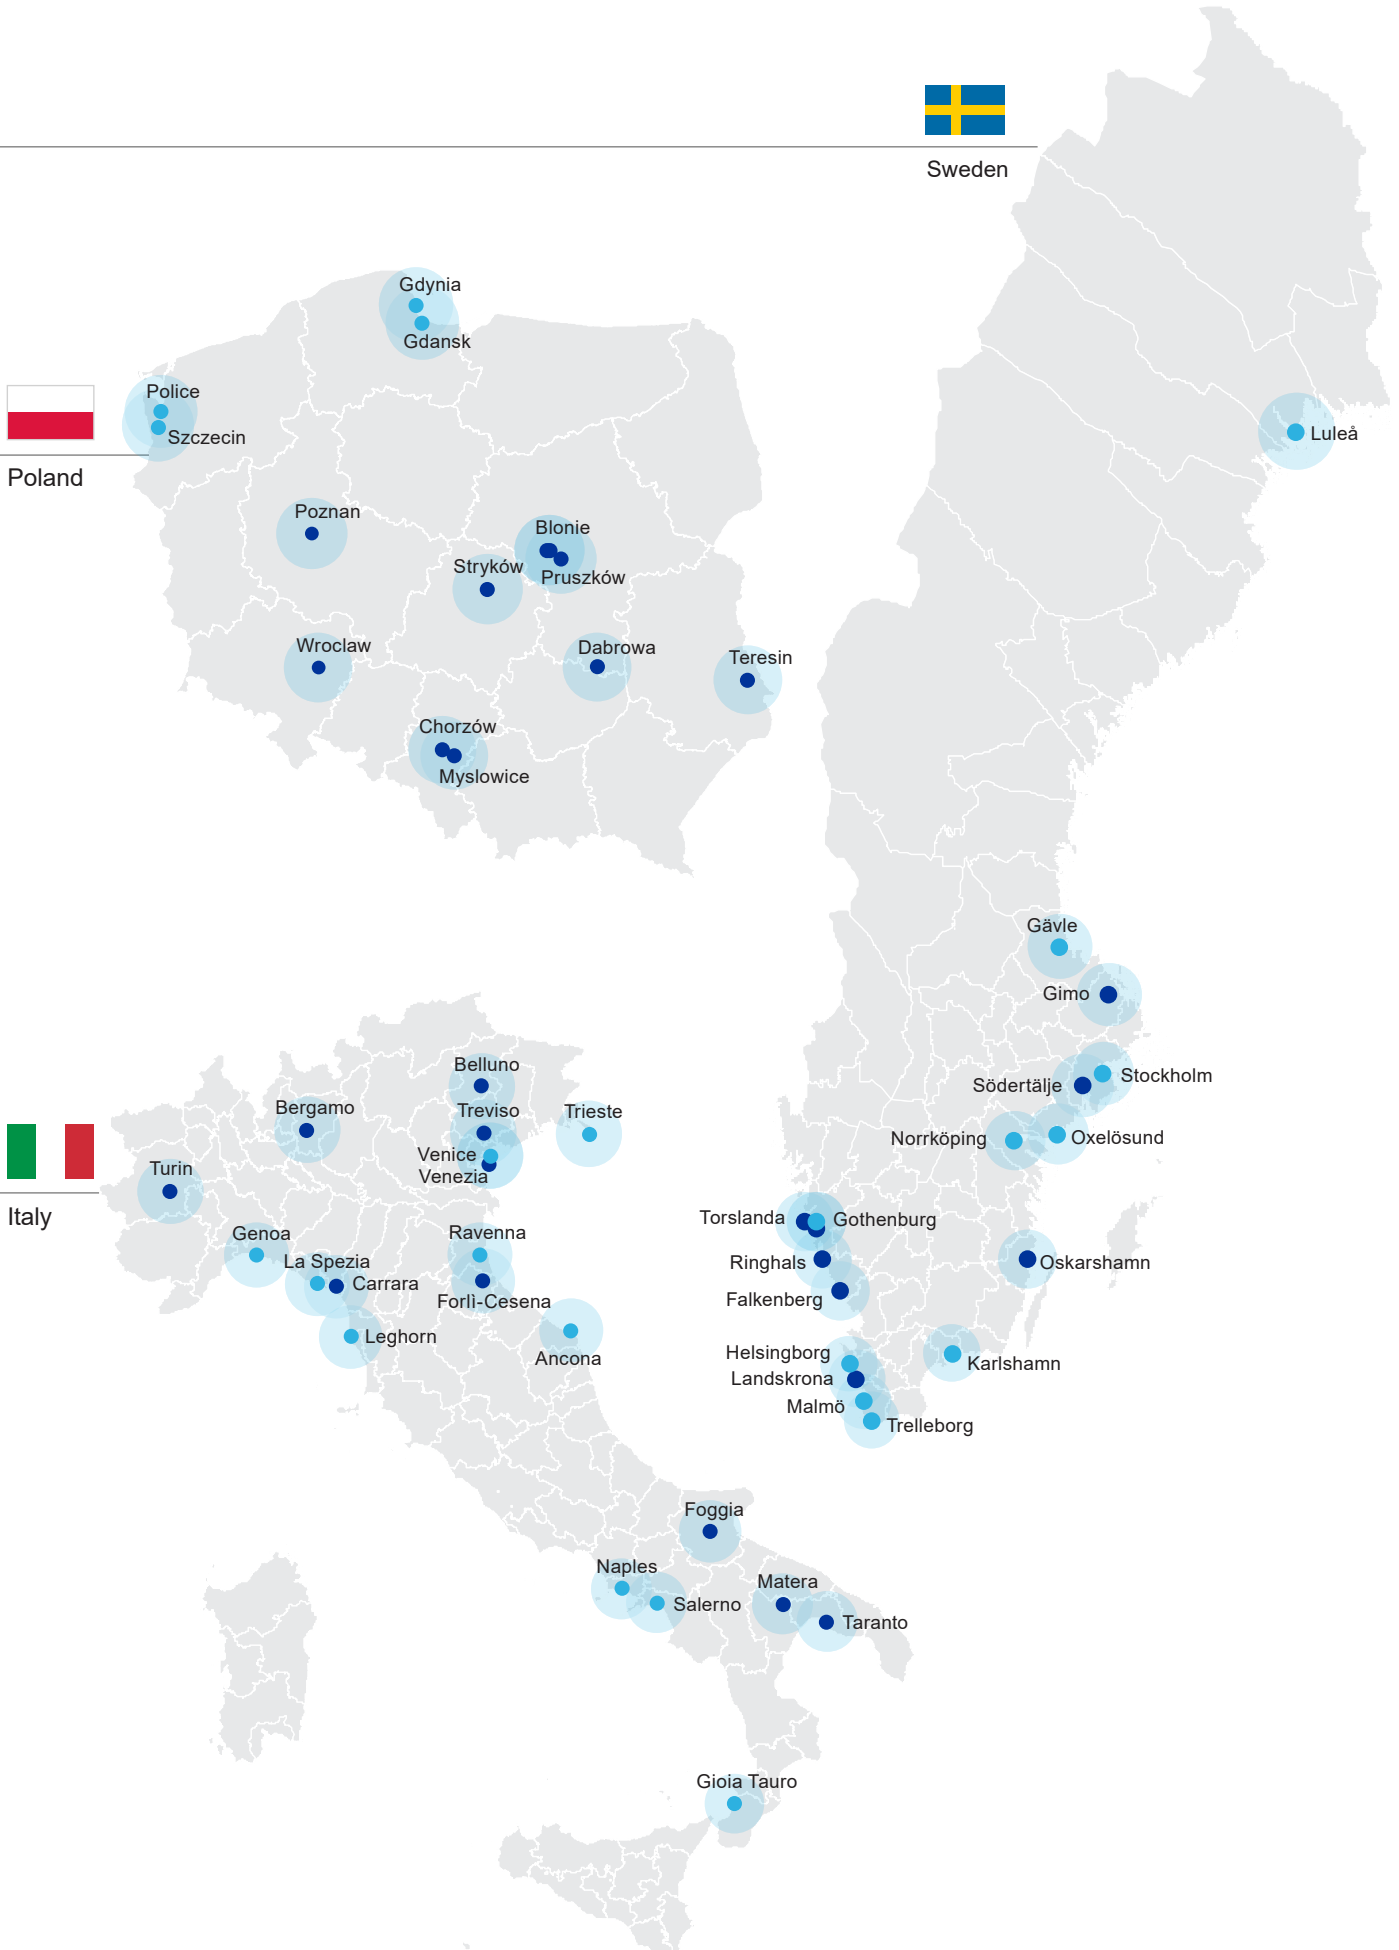 Sweden
Gdynia
Gdansk
Police
Szczecin
Luleå
Poland
Poznan
Blonie
Stryków
Pruszków
Wroclaw
Dabrowa
Teresin
Chorzów
Myslowice
Gävle
Gimo
Stockholm
Södertälje
Norrköping
Oxelösund
Torslanda
Gothenburg
Ringhals
Oskarshamn
Falkenberg
Helsingborg
Landskrona
Karlshamn
Malmö
Trelleborg
Belluno
Bergamo
Treviso
Trieste
Venice
Venezia
Turin
Italy
Genoa
Ravenna
La Spezia
Carrara
Forlì-Cesena
Leghorn
Ancona
Foggia
Naples
Matera
Salerno
Taranto
Gioia Tauro